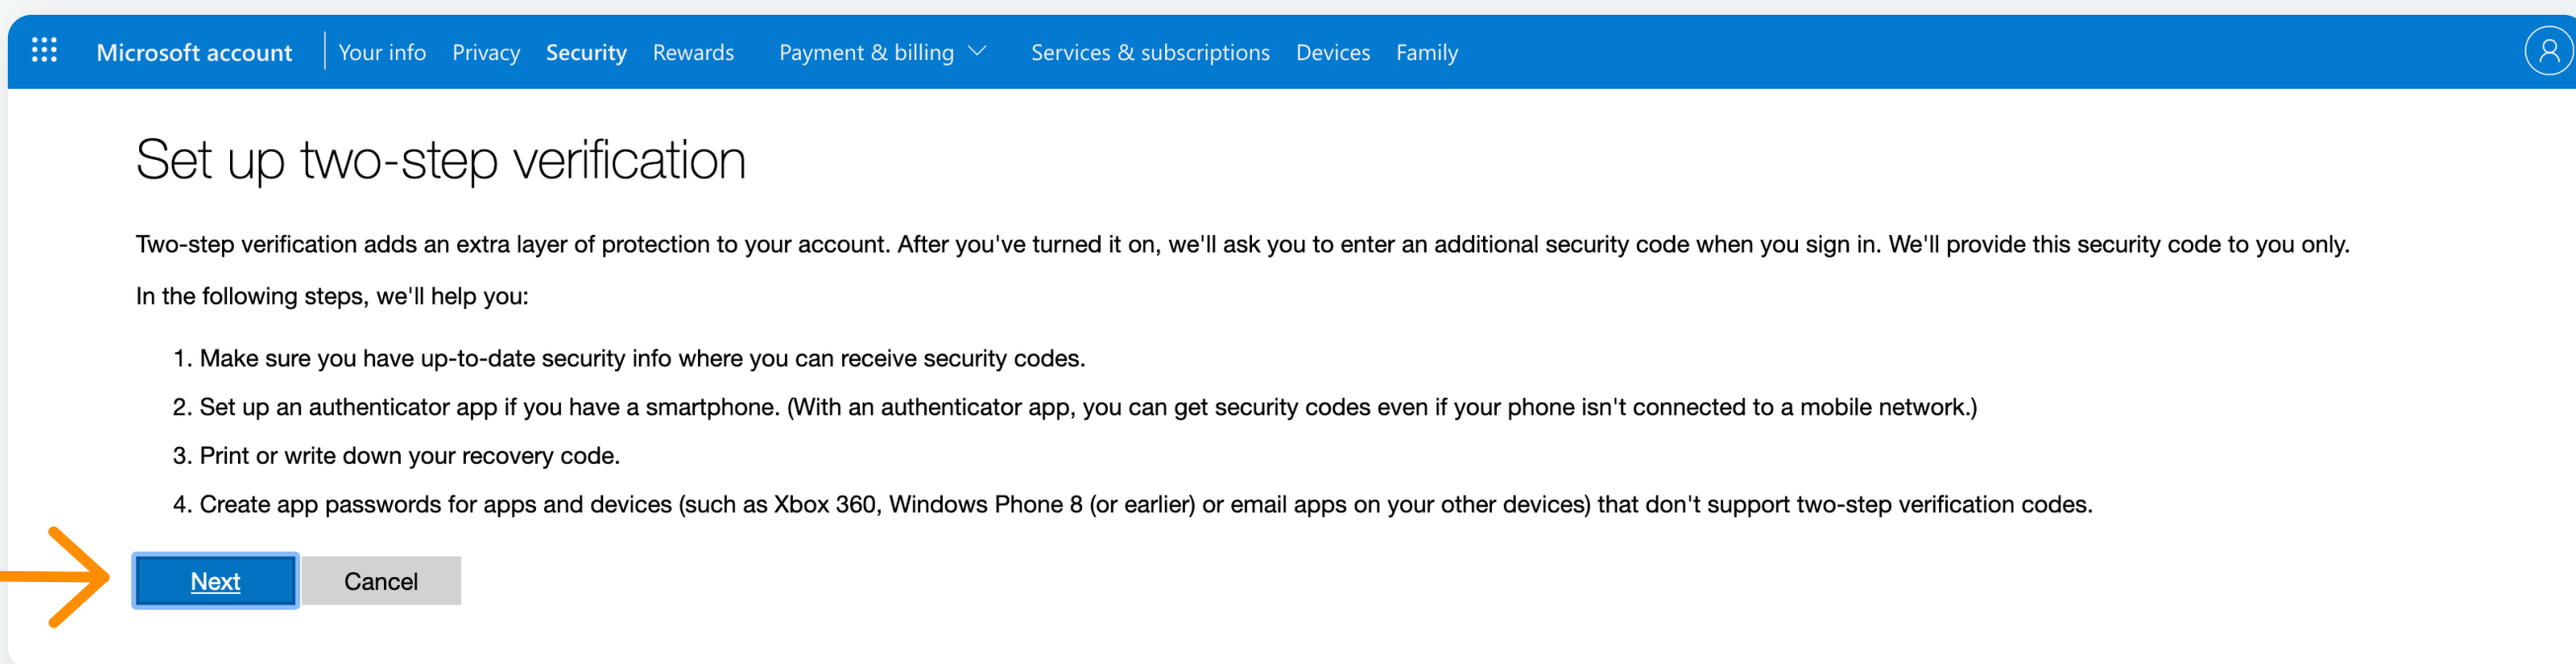 Microsoft account Your info Privacy Security Rewards Payment & billing Services & subscriptions Devices Family
Set up two-step verification
Two-step verification adds an extra layer of protection to your account. After you've turned it on, we'll ask you to enter an additional security code when you sign in. We'll provide this security code to you only.
In the following steps, we'll help you:
1. Make sure you have up-to-date security info where you can receive security codes.
2. Set up an authenticator app if you have a smartphone. (With an authenticator app, you can get security codes even if your phone isn't connected to a mobile network.)
3. Print or write down your recovery code.
4. Create app passwords for apps and devices (such as Xbox 360, Windows Phone 8 (or earlier) or email apps on your other devices) that don't support two-step verification codes.
Next Cancel